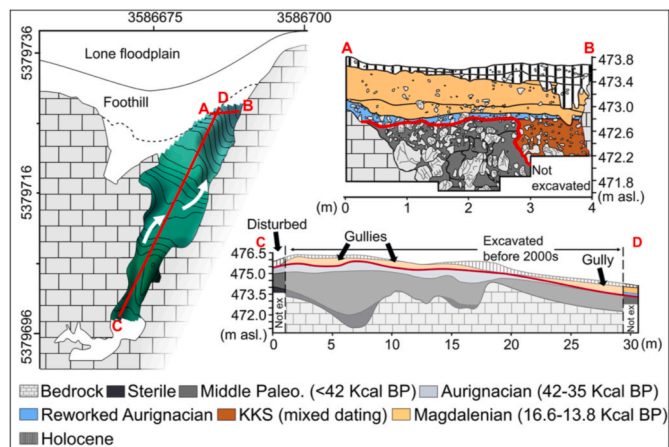 3586675
3586700
5379736
5379716
5379696
Lone floodplain
Foothill
A
D
B
C
A
B
473.8
473.4
473.0
472.6
472.2
471.8
(m asl.)
Not
excavated
(m)
0
1
2
3
4
Disturbed
C
Gullies
Excavated
before 2000s
Gully
D
476.5
475.0
474.0
473.0
472.0
(m asl.)
Not ex
Not ex
0
5
10
15
20
25
30
(m)
Bedrock
Sterile
Middle Paleo. (<42 Kcal BP)
Aurignacian (42-35 Kcal BP)
Reworked Aurignacian
KKS (mixed dating)
Magdalenian (16.6-13.8 Kcal BP)
Holocene